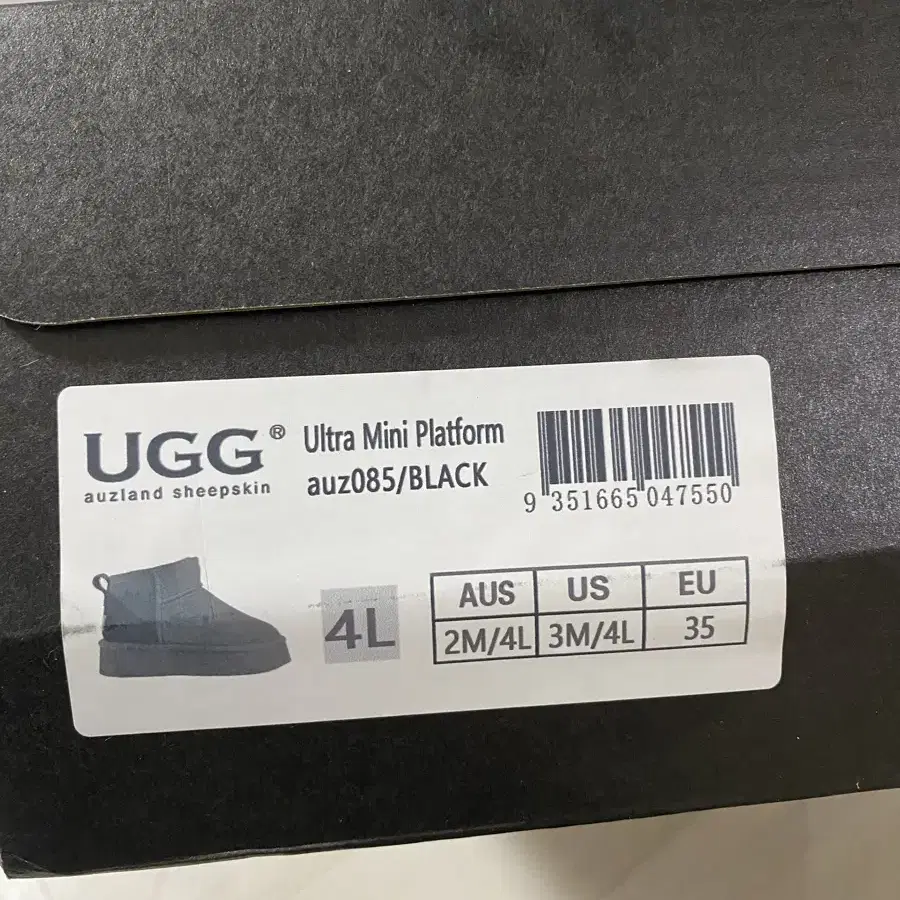 UGG®
auzland sheepskin
Ultra Mini Platform
auz085/BLACK
9 351665 047550
4L
AUS US EU
2M/4L 3M/4L 35